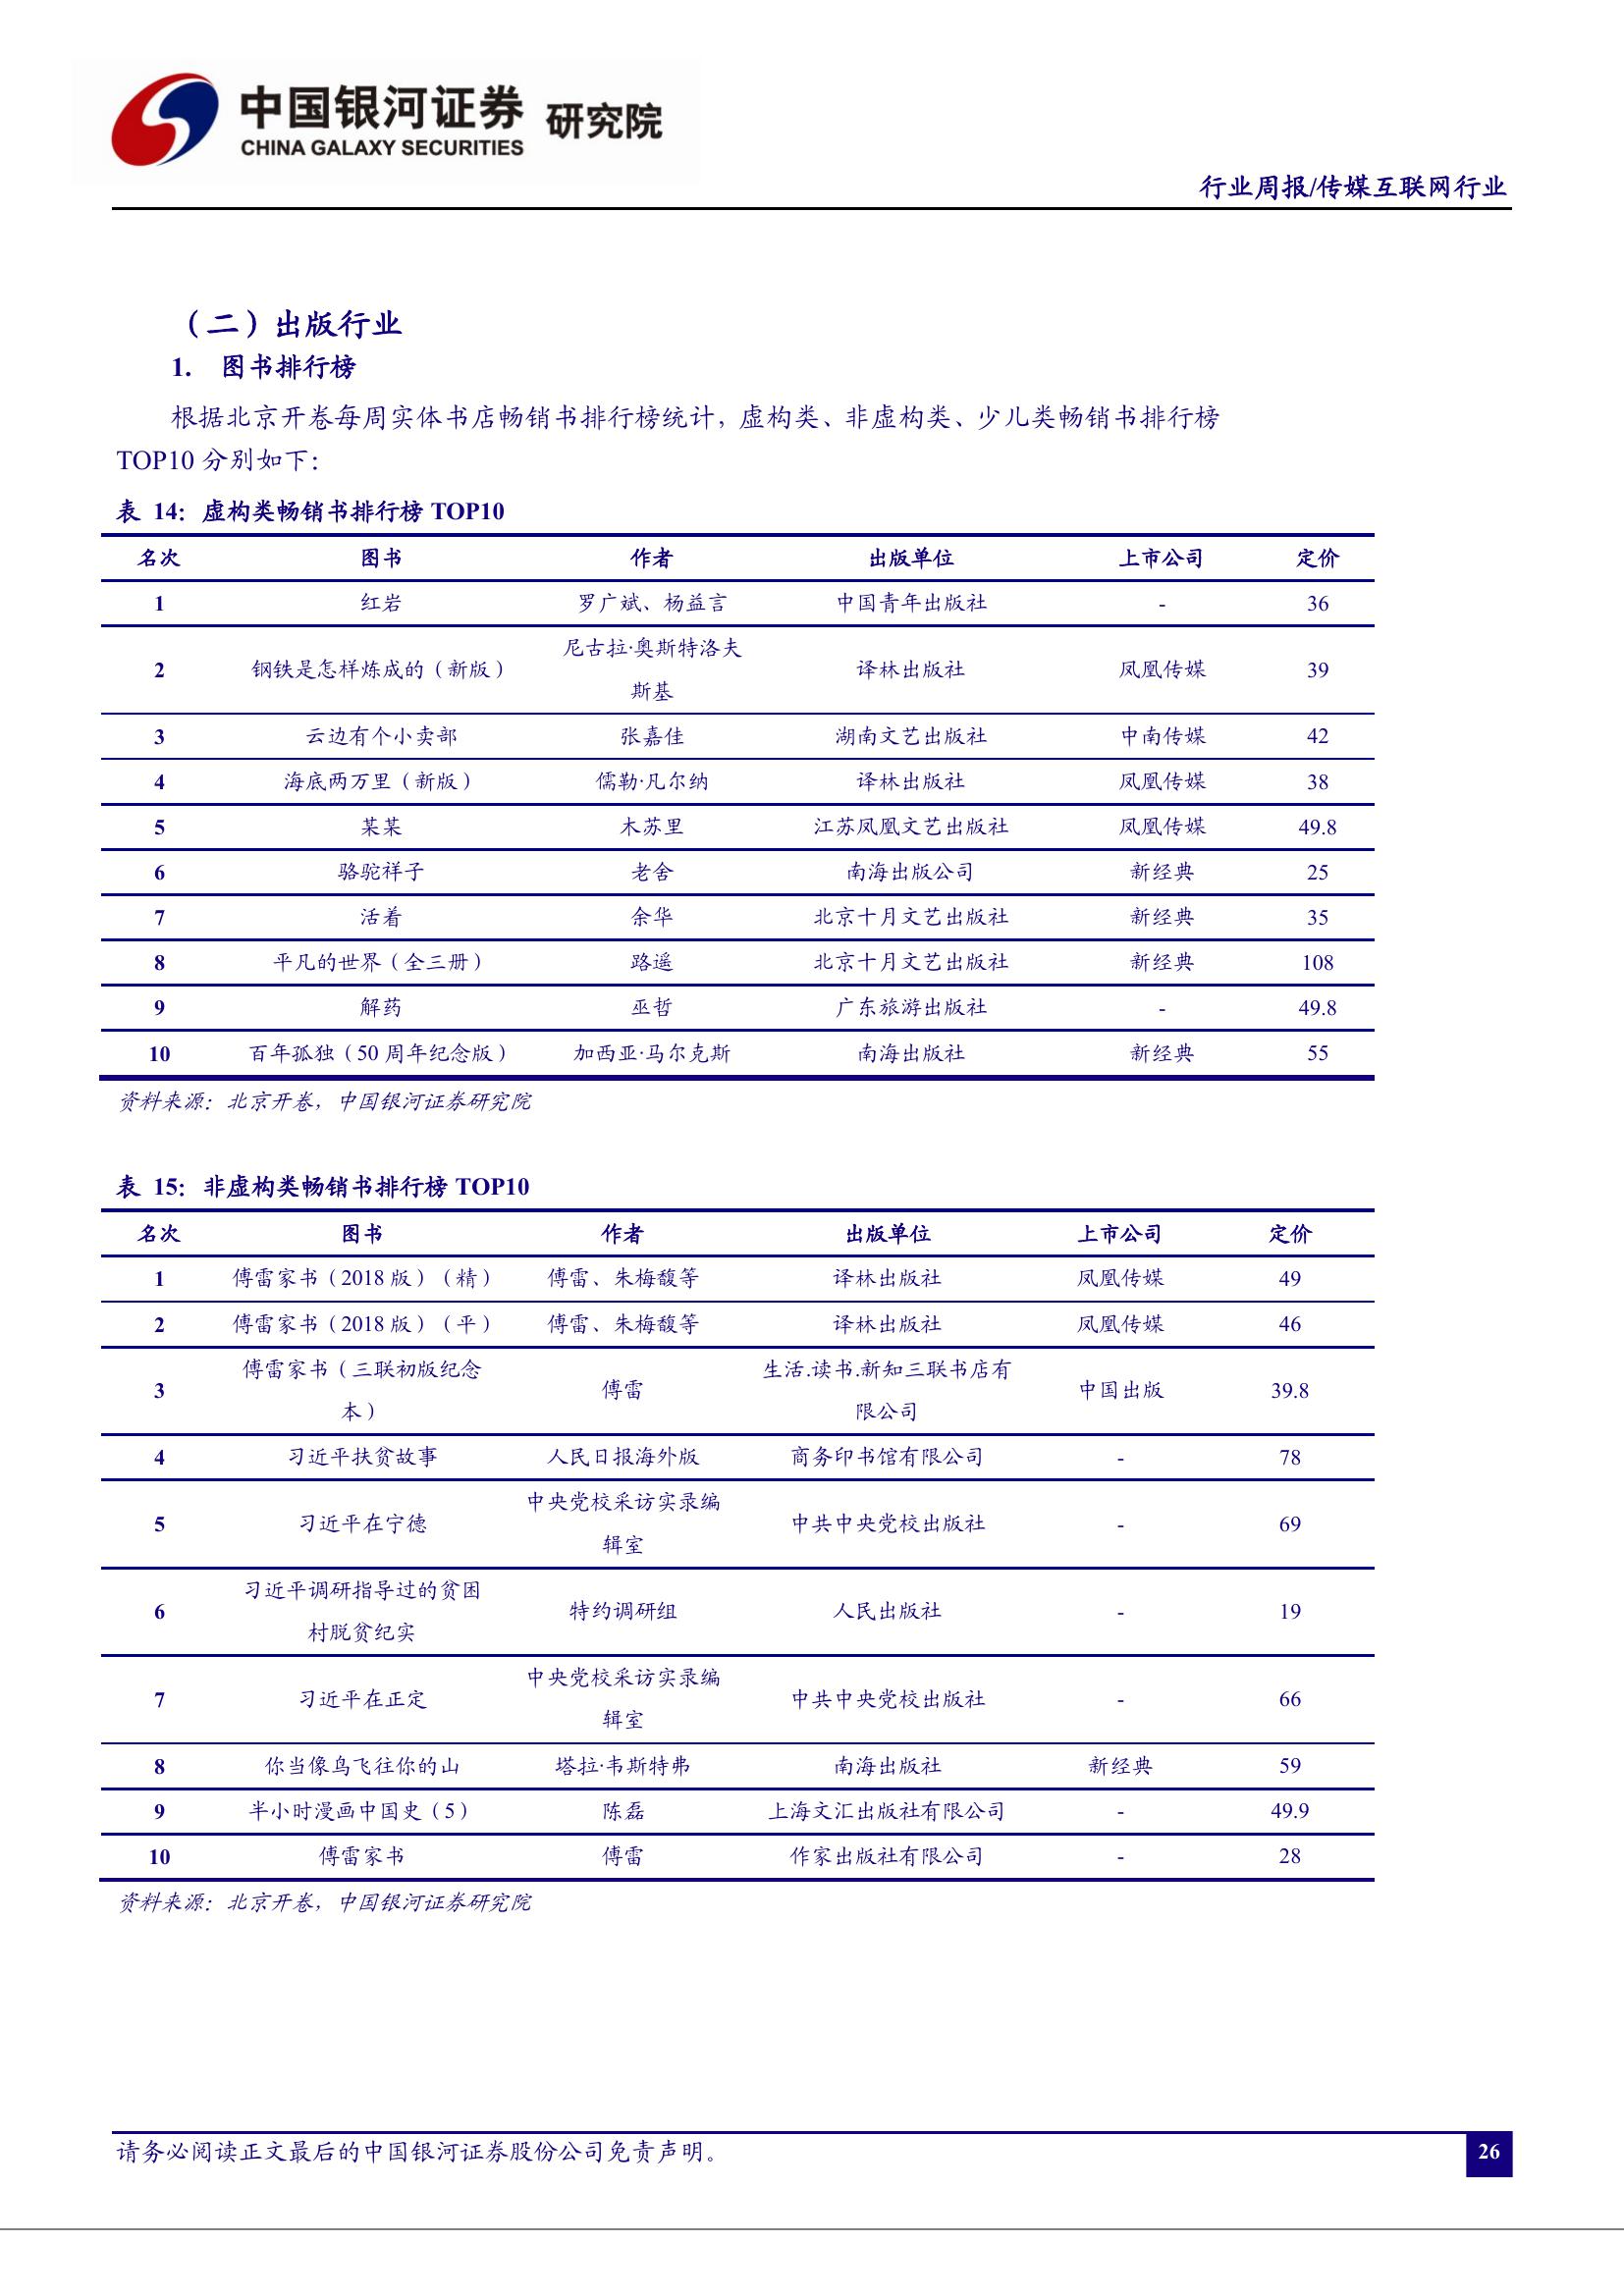 中国银河证券 研究院
CHINA GALAXY SECURITIES
行业周报/传媒互联网行业
（二）出版行业
1. 图书排行榜
根据北京开卷每周实体书店畅销书排行榜统计，虚构类、非虚构类、少儿类畅销书排行榜
TOP10 分别如下：
表 14：虚构类畅销书排行榜 TOP10
名次 图书 作者 出版单位 上市公司 定价
1 红岩 罗广斌、杨益言 中国青年出版社 - 36
2 钢铁是怎样炼成的（新版） 尼古拉·奥斯特洛夫
斯基 译林出版社 凤凰传媒 39
3 云边有个小卖部 张嘉佳 湖南文艺出版社 中南传媒 42
4 海底两万里（新版） 儒勒·凡尔纳 译林出版社 凤凰传媒 38
5 某某 木苏里 江苏凤凰文艺出版社 凤凰传媒 49.8
6 骆驼祥子 老舍 南海出版公司 新经典 25
7 活着 余华 北京十月文艺出版社 新经典 35
8 平凡的世界（全三册） 路遥 北京十月文艺出版社 新经典 108
9 解药 巫哲 广东旅游出版社 - 49.8
10 百年孤独（50 周年纪念版） 加西亚·马尔克斯 南海出版社 新经典 55
资料来源：北京开卷，中国银河证券研究院
表 15：非虚构类畅销书排行榜 TOP10
名次 图书 作者 出版单位 上市公司 定价
1 傅雷家书（2018 版）（精） 傅雷、朱梅馥等 译林出版社 凤凰传媒 49
2 傅雷家书（2018 版）（平） 傅雷、朱梅馥等 译林出版社 凤凰传媒 46
3 傅雷家书（三联初版纪念
本） 傅雷 生活.读书.新知三联书店有
限公司 中国出版 39.8
4 习近平扶贫故事 人民日报海外版 商务印书馆有限公司 - 78
5 习近平在宁德 中央党校采访实录编
辑室 中共中央党校出版社 - 69
6 习近平调研指导过的贫困
村脱贫纪实 特约调研组 人民出版社 - 19
7 习近平在正定 中央党校采访实录编
辑室 中共中央党校出版社 - 66
8 你当像鸟飞往你的山 塔拉·韦斯特弗 南海出版社 新经典 59
9 半小时漫画中国史（5） 陈磊 上海文汇出版社有限公司 - 49.9
10 傅雷家书 傅雷 作家出版社有限公司 - 28
资料来源：北京开卷，中国银河证券研究院
请务必阅读正文最后的中国银河证券股份公司免责声明。
26